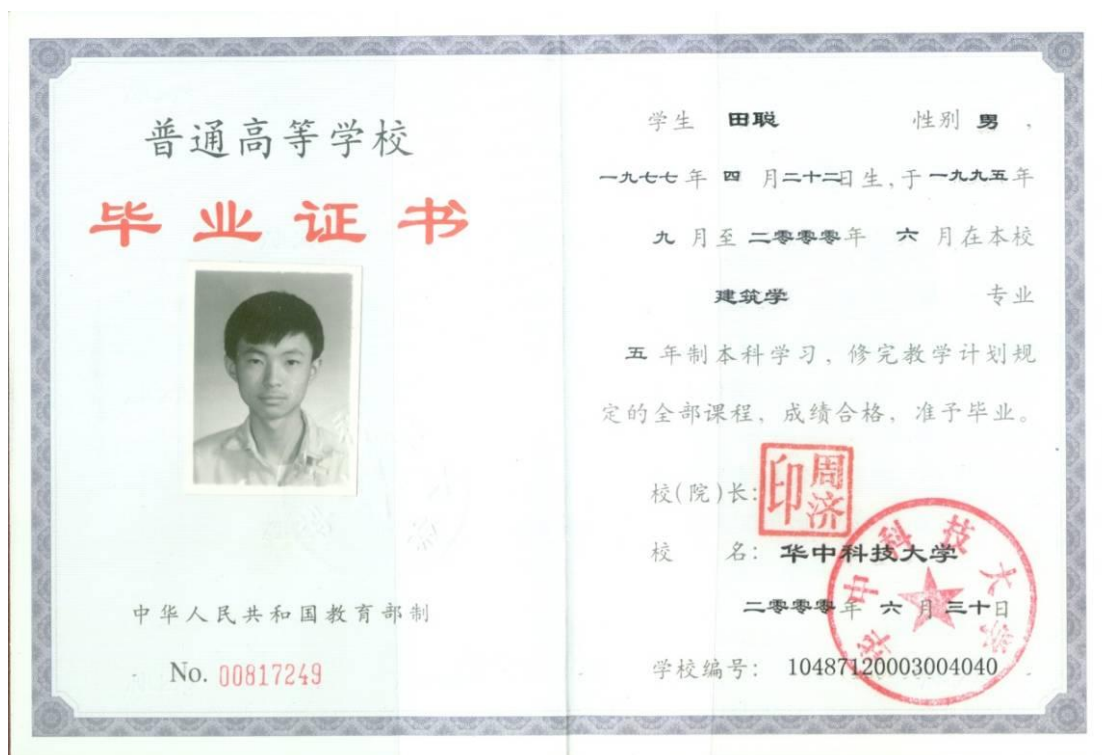 普通高等学校
毕业证书
中华人民共和国教育部制
No. 00817249
学生 田聪 性别 男 ，
一九七七 年 四 月 二十二日生，于 一九九五 年
九 月至 二零零零年 六 月在本校
建筑学 专业
五 年制本科学习，修完教学计划规
定的全部课程，成绩合格，准予毕业。
校(院)长：
周济印
校 名： 华中科技大学
华中科技大学
二零零零年 六 月 三十日
学校编号： 10487120003004040